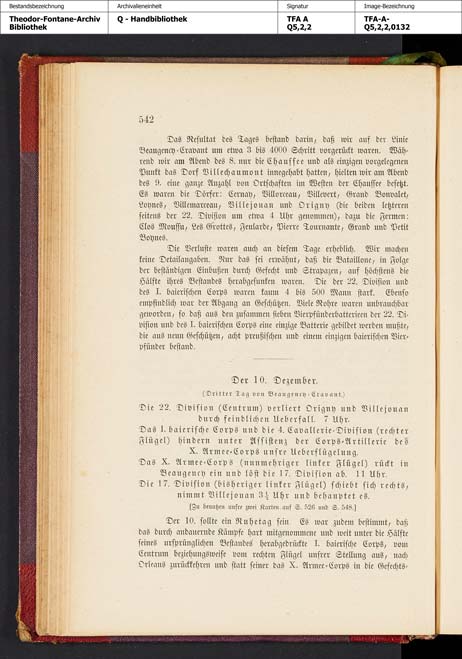 Bestandsbezeichnung
Archivalieneinheit
Signatur
Image-Bezeichnung
Theodor-Fontane-Archiv
Bibliothek
Q - Handbibliothek
TFA A
Q5,2,2
TFA-A-
Q5,2,2,0132
542
Das Resultat des Tages bestand darin, daß wir auf der Linie
Beaugency-Cravant um etwa 3 bis 4000 Schritt vorgerückt waren. Wäh-
rend wir am Abend des 8. nur die Chaussee und als einzigen vorgelegenen
Punkt das Dorf Villechaumont innegehabt hatten, hielten wir am Abend
des 9. eine ganze Anzahl von Ortschaften im Westen der Chaussee besetzt.
Es waren die Dörfer: Cernay, Villorceau, Villevert, Grand Bonvalet,
Loynes, Villemarceau, Villejouan und Origny (die beiden letzteren
seitens der 22. Division um etwa 4 Uhr genommen), dazu die Fermen:
Clos Moussu, Les Grottes, Feularde, Pierre Tournante, Grand und Petit
Boynes.
Die Verluste waren auch an diesem Tage erheblich. Wir machen
keine Detailangaben. Nur das sei erwähnt, daß die Bataillone, in Folge
der beständigen Einbußen durch Gefecht und Strapazen, auf höchstens die
Hälfte ihres Bestandes herabgesunken waren. Die der 22. Division und
des I. baierischen Corps waren kaum 4 bis 500 Mann stark. Ebenso
empfindlich war der Abgang an Geschützen. Viele Rohre waren unbrauchbar
geworden, so daß aus den zusammen sieben Vierpfünderbatterieen der 22. Di-
vision und des I. baierischen Corps eine einzige Batterie gebildet werden mußte,
die aus neun Geschützen, acht preußischen und einem einzigen baierischen Vier-
pfünder bestand.
Der 10. Dezember.
(Dritter Tag von Beaugency-Cravant.)
Die 22. Division (Centrum) verliert Origny und Villejouan
durch feindlichen Ueberfall. 7 Uhr.
Das I. baierische Corps und die 4. Cavallerie-Division (rechter
Flügel) hindern unter Assistenz der Corps-Artillerie des
X. Armee-Corps unsre Ueberflügelung.
Das X. Armee-Corps (nunmehriger linker Flügel) rückt in
Beaugency ein und löst die 17. Division ab. 11 Uhr.
Die 17. Division (bisheriger linker Flügel) schiebt sich rechts,
nimmt Villejouan 3½ Uhr und behauptet es.
[Zu benutzen unsre zwei Karten auf S. 526 und S. 548.]
Der 10. sollte ein Ruhetag sein. Es war zudem bestimmt, daß
das durch andauernde Kämpfe hart mitgenommene und weit unter die Hälfte
seines ursprünglichen Bestandes herabgedrückte I. baierische Corps, vom
Centrum beziehungsweise vom rechten Flügel unsrer Stellung aus, nach
Orleans zurückkehren und statt seiner das X. Armee-Corps in die Gefechts-